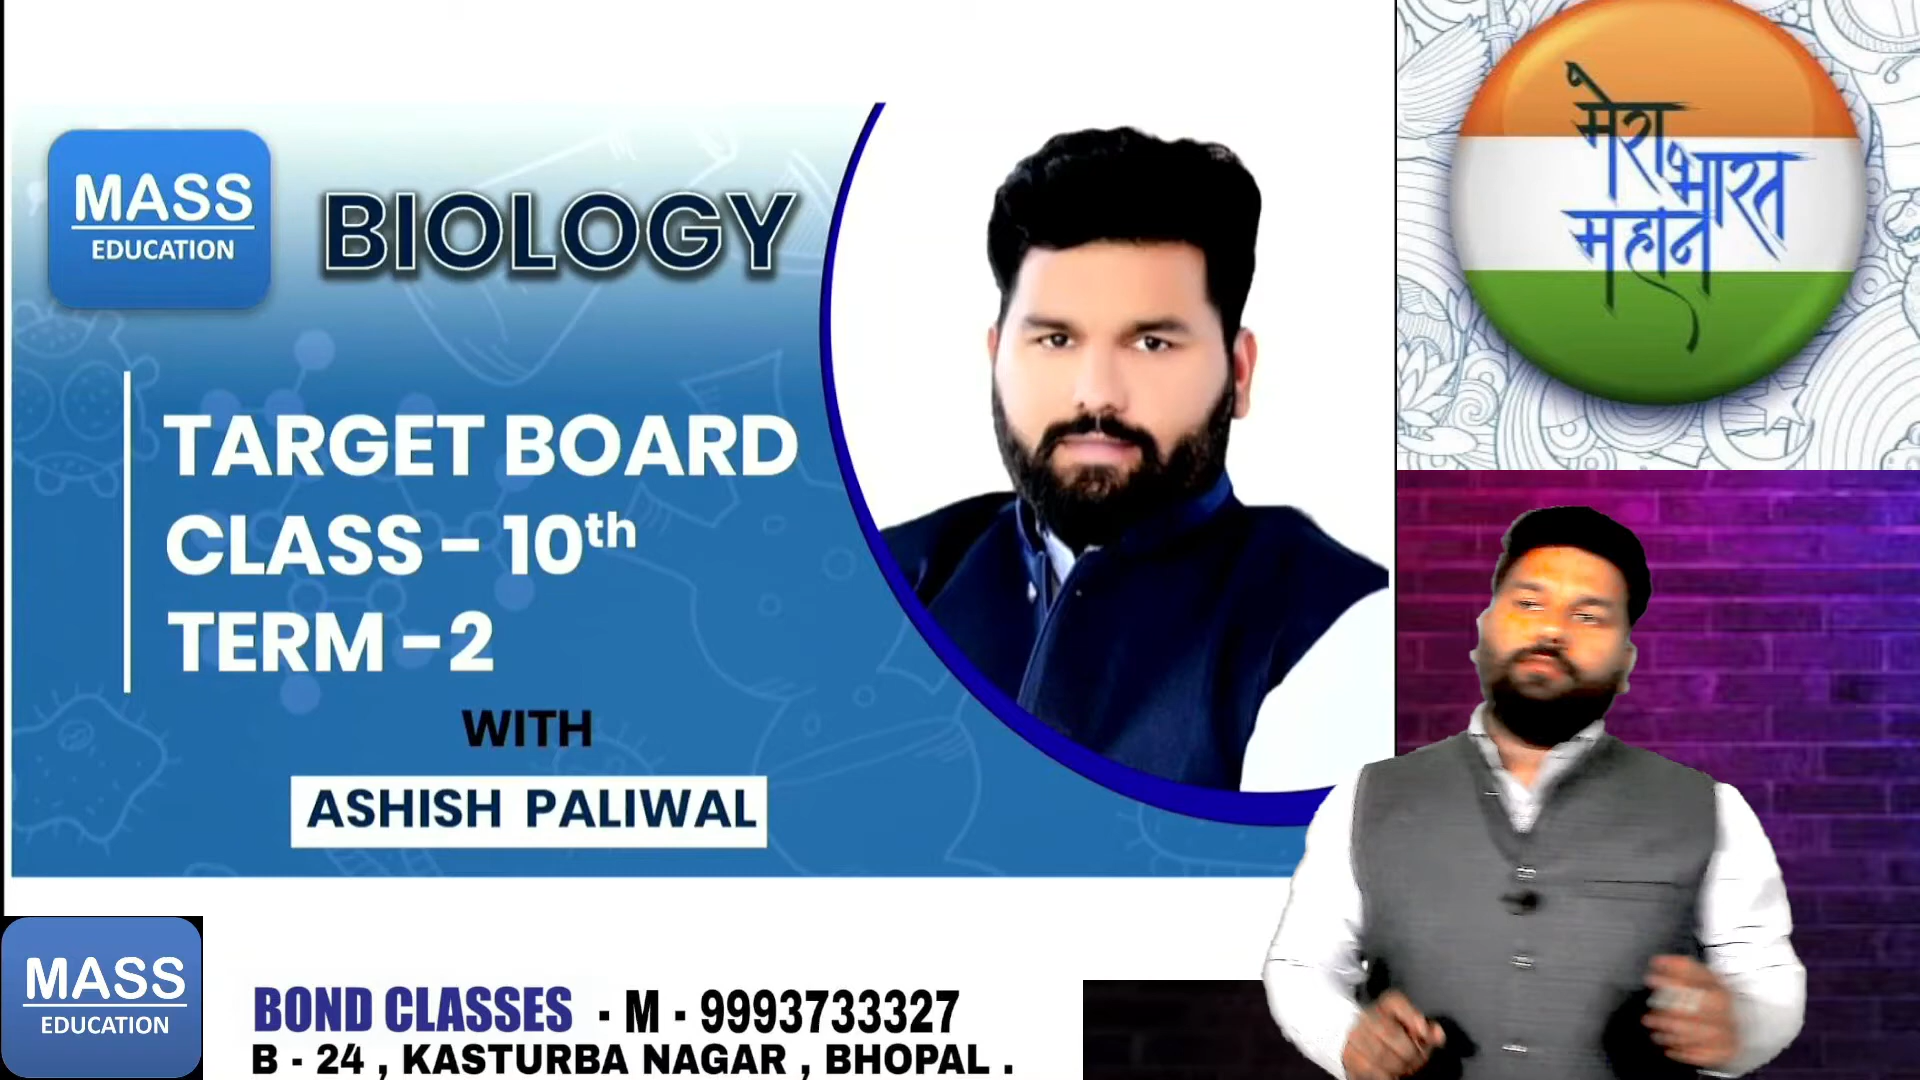 MASS
EDUCATION
BIOLOGY
TARGET BOARD
CLASS - 10th
TERM -2
WITH
ASHISH PALIWAL
मेरा
भारत
महान
MASS
EDUCATION
BOND CLASSES - M - 9993733327
B - 24 , KASTURBA NAGAR , BHOPAL .